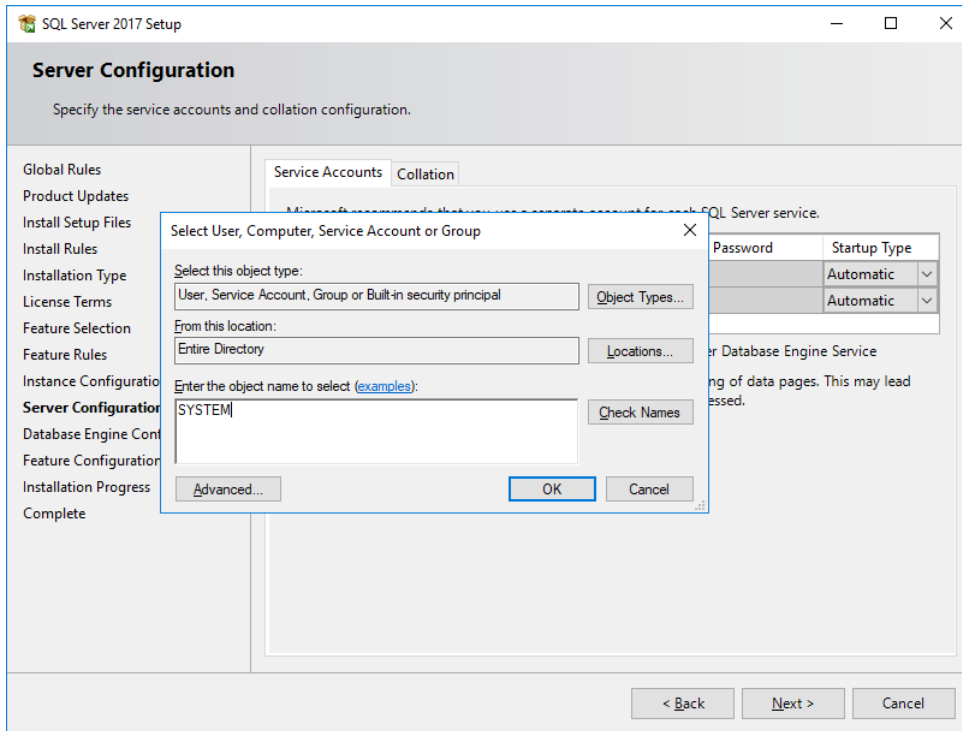 SQL Server 2017 Setup
Server Configuration
Specify the service accounts and collation configuration.
Global Rules
Product Updates
Install Setup Files
Install Rules
Installation Type
License Terms
Feature Selection
Feature Rules
Instance Configuratio
Server Configuration
Database Engine Conf
Feature Configuration
Installation Progress
Complete
Service Accounts Collation
Microsoft recommends that you use a separate account for each SQL Server service.
Password Startup Type
Automatic
Automatic
er Database Engine Service
ng of data pages. This may lead
essed.
Select User, Computer, Service Account or Group
Select this object type:
User, Service Account, Group or Built-in security principal
Object Types...
From this location:
Entire Directory
Locations...
Enter the object name to select (examples):
SYSTEM
Check Names
Advanced...
OK
Cancel
< Back
Next >
Cancel